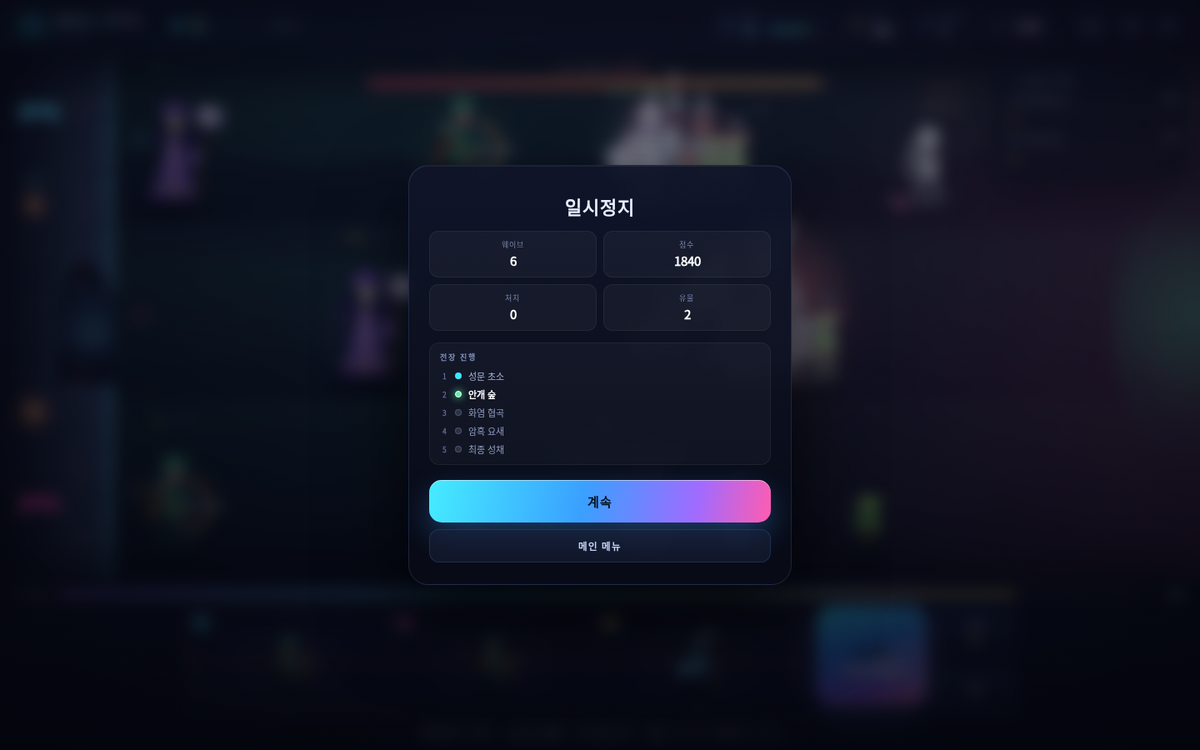 일시정지
웨이브
6
점수
1840
처치
0
유물
2
전장 진행
1 성문 초소
2 안개 숲
3 화염 협곡
4 암흑 요새
5 최종 성채
계속
메인 메뉴